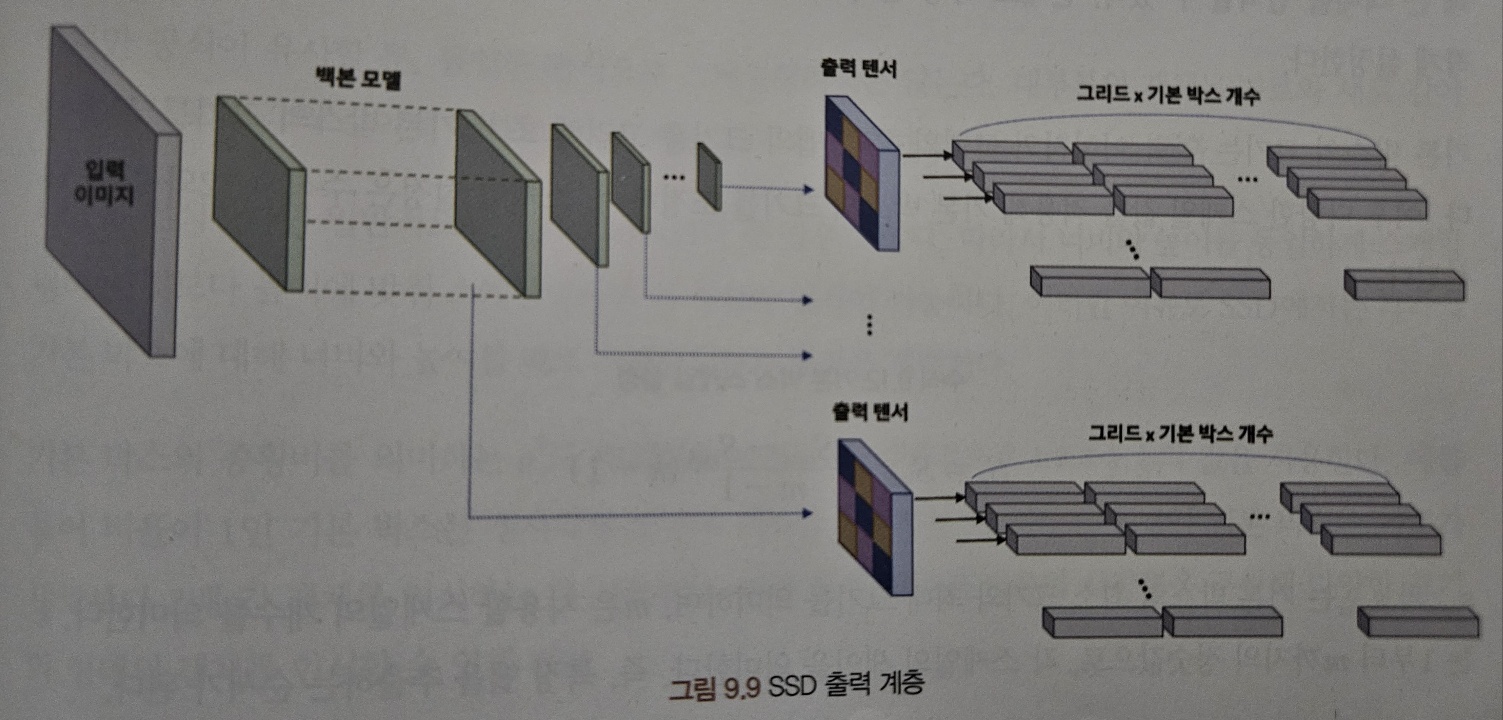 입력
이미지
백본 모델
...
출력 텐서
그리드 x 기본 박스 개수
...
출력 텐서
그리드 x 기본 박스 개수
...
그림 9.9 SSD 출력 계층